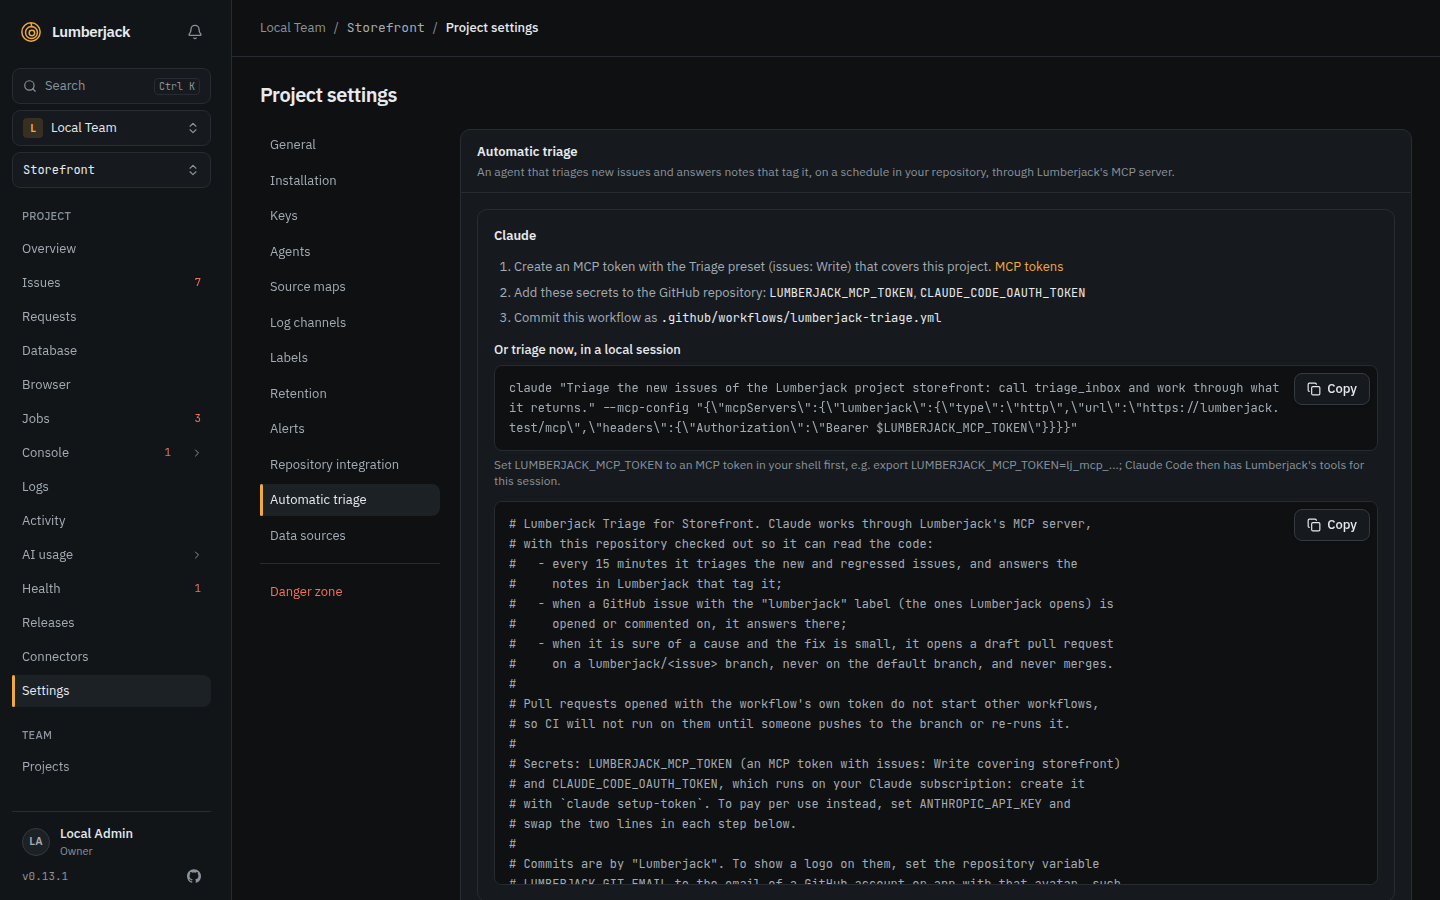 Lumberjack
Search Ctrl K
L Local Team
Storefront
PROJECT
Overview
Issues 7
Requests
Database
Browser
Jobs 3
Console 1
Logs
Activity
AI usage
Health 1
Releases
Connectors
Settings
TEAM
Projects
LA Local Admin
Owner
v0.13.1
Local Team / Storefront / Project settings
Project settings
General
Installation
Keys
Agents
Source maps
Log channels
Labels
Retention
Alerts
Repository integration
Automatic triage
Data sources
Danger zone
Automatic triage
An agent that triages new issues and answers notes that tag it, on a schedule in your repository, through Lumberjack's MCP server.
Claude
1. Create an MCP token with the Triage preset (issues: Write) that covers this project. MCP tokens
2. Add these secrets to the GitHub repository: LUMBERJACK_MCP_TOKEN, CLAUDE_CODE_OAUTH_TOKEN
3. Commit this workflow as .github/workflows/lumberjack-triage.yml
Or triage now, in a local session
Copy
claude "Triage the new issues of the Lumberjack project storefront: call triage_inbox and work through what
it returns." --mcp-config "{\"mcpServers\":{\"lumberjack\":{\"type\":\"http\",\"url\":\"https://lumberjack.
test/mcp\",\"headers\":{\"Authorization\":\"Bearer $LUMBERJACK_MCP_TOKEN\"}}}}"
Set LUMBERJACK_MCP_TOKEN to an MCP token in your shell first, e.g. export LUMBERJACK_MCP_TOKEN=lj_mcp_...; Claude Code then has Lumberjack's tools for
this session.
Copy
# Lumberjack Triage for Storefront. Claude works through Lumberjack's MCP server,
# with this repository checked out so it can read the code:
#   - every 15 minutes it triages the new and regressed issues, and answers the
#     notes in Lumberjack that tag it;
#   - when a GitHub issue with the "lumberjack" label (the ones Lumberjack opens) is
#     opened or commented on, it answers there;
#   - when it is sure of a cause and the fix is small, it opens a draft pull request
#     on a lumberjack/<issue> branch, never on the default branch, and never merges.
#
# Pull requests opened with the workflow's own token do not start other workflows,
# so CI will not run on them until someone pushes to the branch or re-runs it.
#
# Secrets: LUMBERJACK_MCP_TOKEN (an MCP token with issues: Write covering storefront)
# and CLAUDE_CODE_OAUTH_TOKEN, which runs on your Claude subscription: create it
# with `claude setup-token`. To pay per use instead, set ANTHROPIC_API_KEY and
# swap the two lines in each step below.
#
# Commits are by "Lumberjack". To show a logo on them, set the repository variable
# LUMBERJACK_GIT_EMAIL to the email of a GitHub account or app with that avatar, such